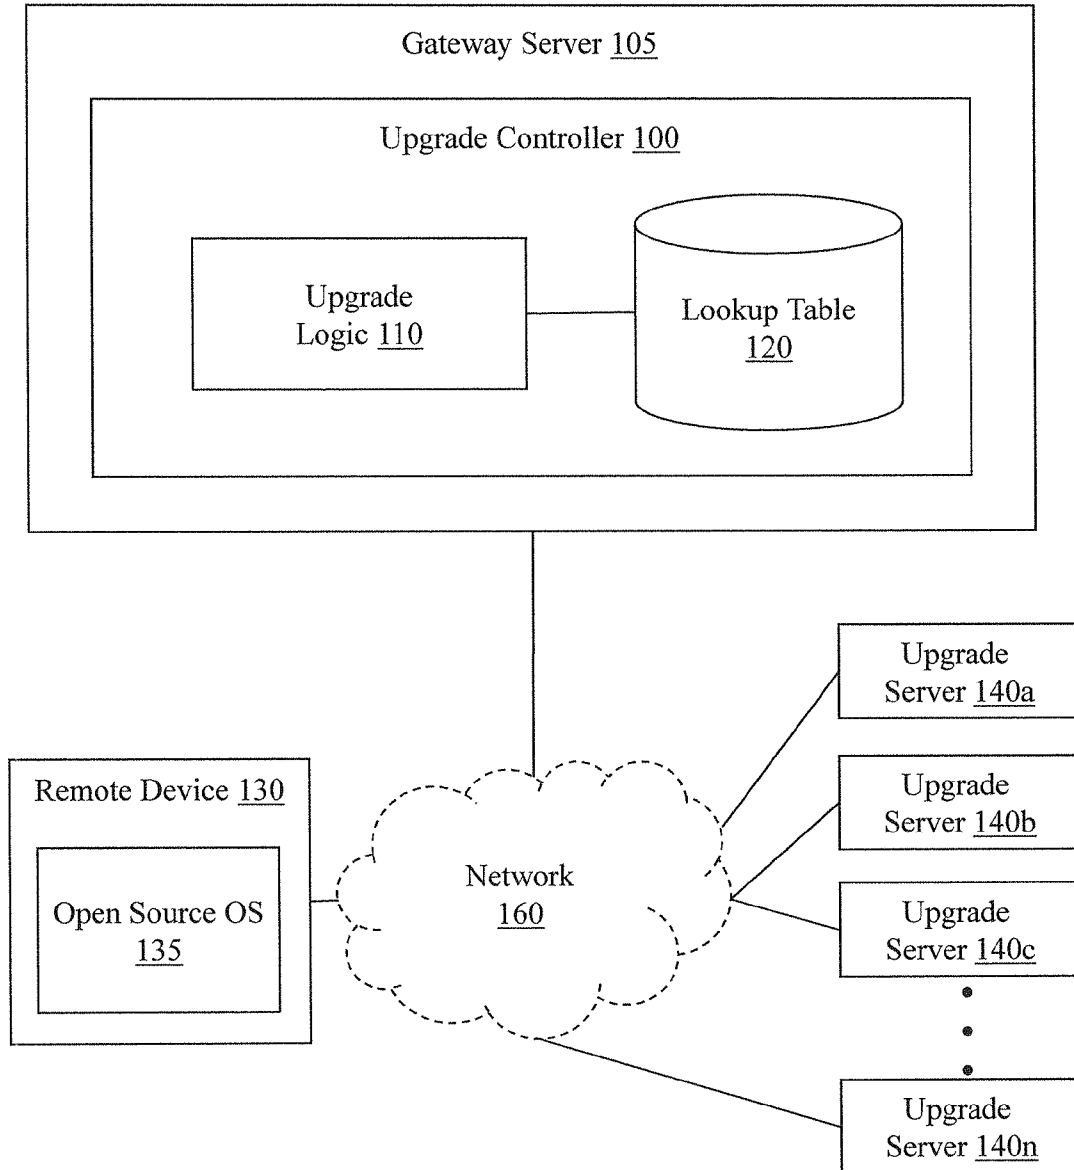 Gateway Server 105
Upgrade Controller 100
Upgrade
Logic 110
Lookup Table
120
Upgrade
Server 140a
Remote Device 130
Upgrade
Server 140b
Open Source OS
135
Network
160
Upgrade
Server 140c
Upgrade
Server 140n